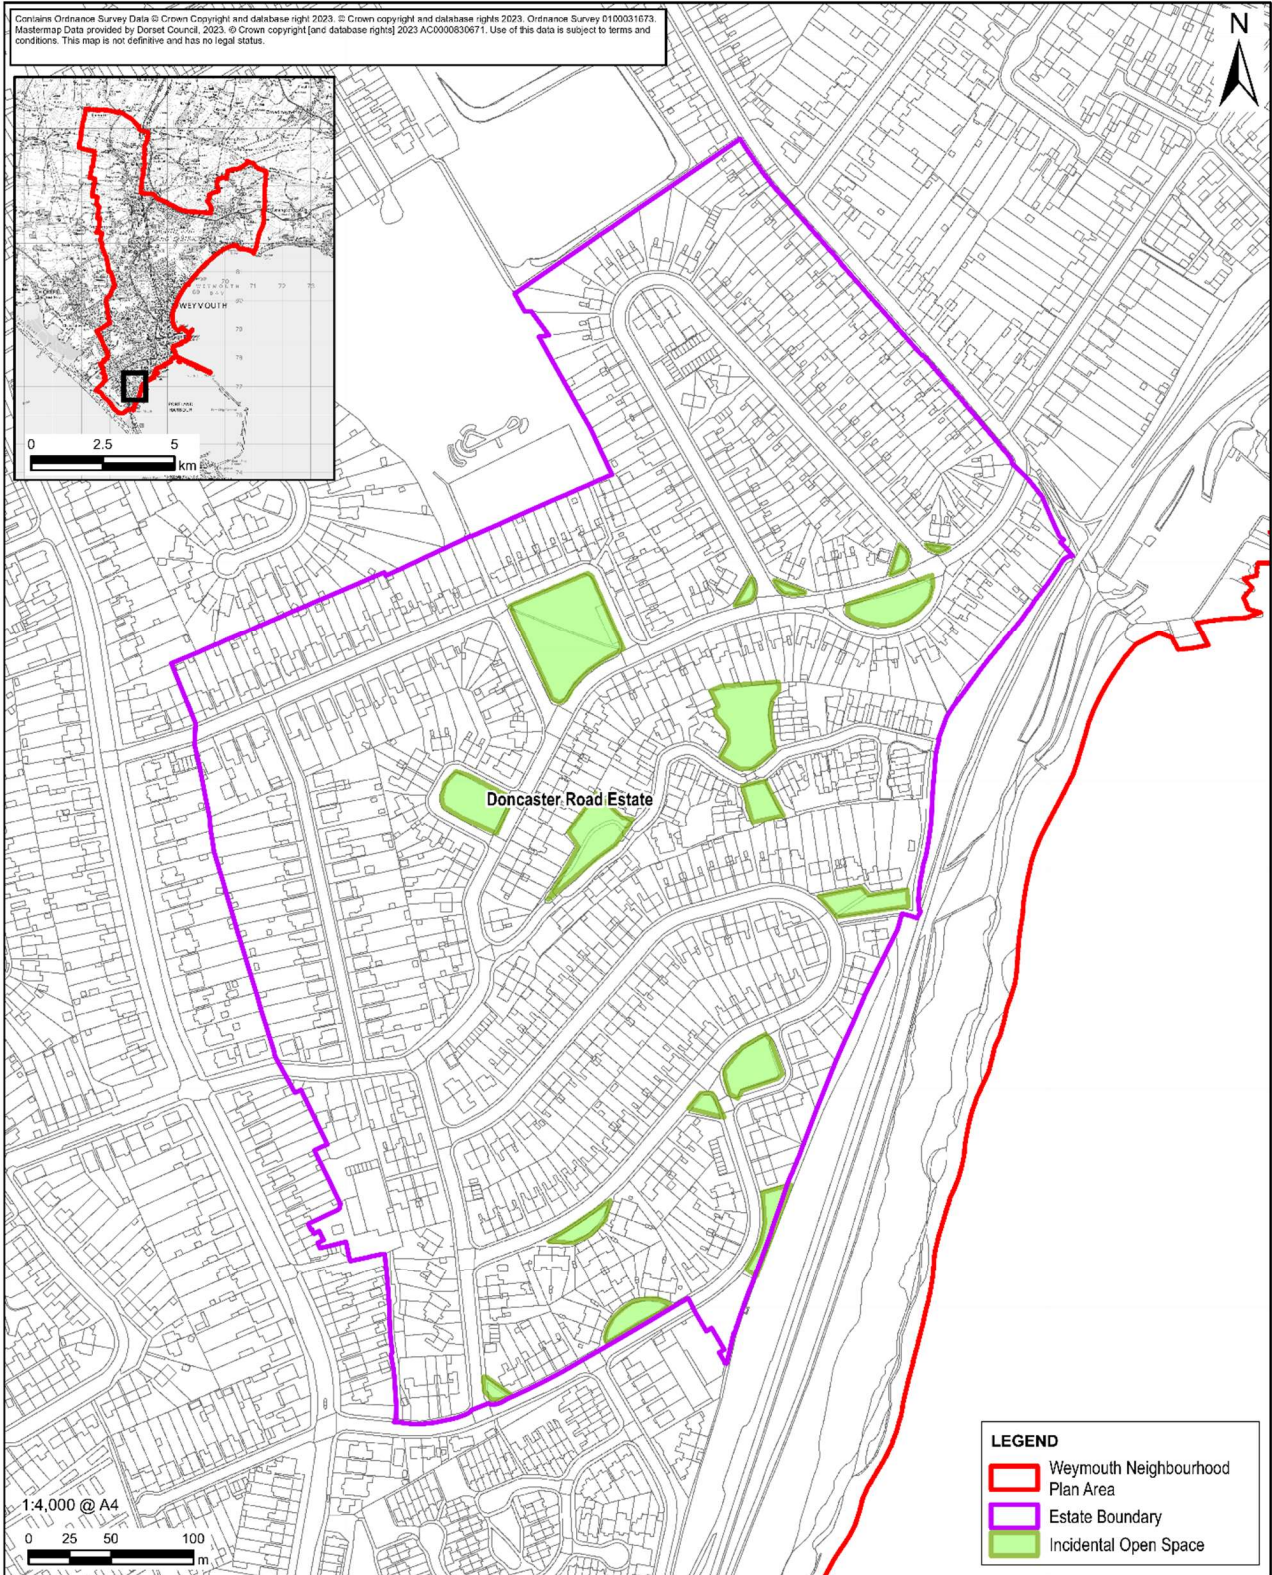 Contains Ordnance Survey Data © Crown Copyright and database right 2023. © Crown copyright and database rights 2023. Ordnance Survey 0100031673.
Mastermap Data provided by Dorset Council, 2023. © Crown copyright [and database rights] 2023 AC0000830671. Use of this data is subject to terms and
conditions. This map is not definitive and has no legal status.
N
WEYMOUTH
0 2.5 5
km
Doncaster Road Estate
LEGEND
Weymouth Neighbourhood
Plan Area
Estate Boundary
Incidental Open Space
1:4,000 @ A4
0 25 50 100
m